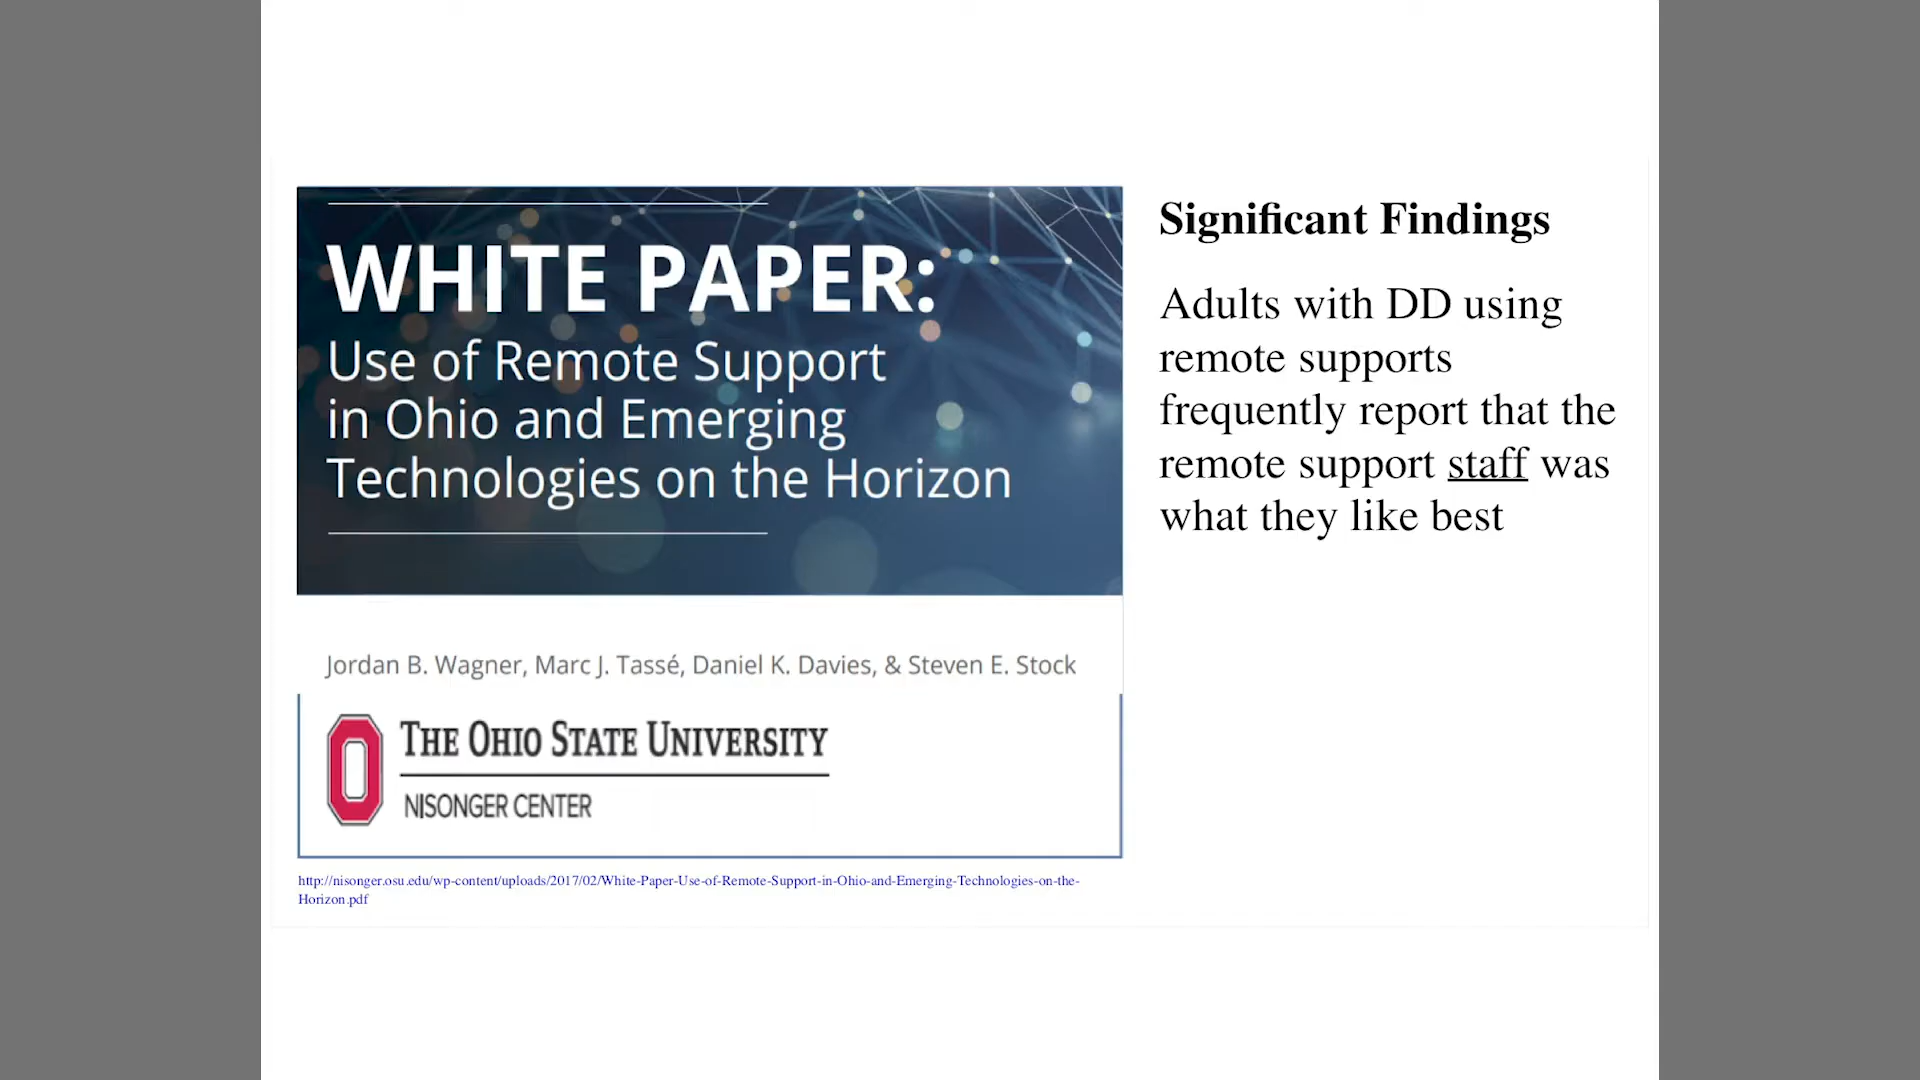 WHITE PAPER:
Use of Remote Support
in Ohio and Emerging
Technologies on the Horizon
Jordan B. Wagner, Marc J. Tassé, Daniel K. Davies, & Steven E. Stock
THE OHIO STATE UNIVERSITY
NISONGER CENTER
http://nisonger.osu.edu/wp-content/uploads/2017/02/White-Paper-Use-of-Remote-Support-in-Ohio-and-Emerging-Technologies-on-the-
Horizon.pdf
Significant Findings
Adults with DD using
remote supports
frequently report that the
remote support staff was
what they like best